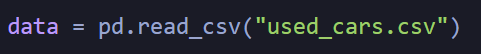 data = pd.read_csv("used_cars.csv")